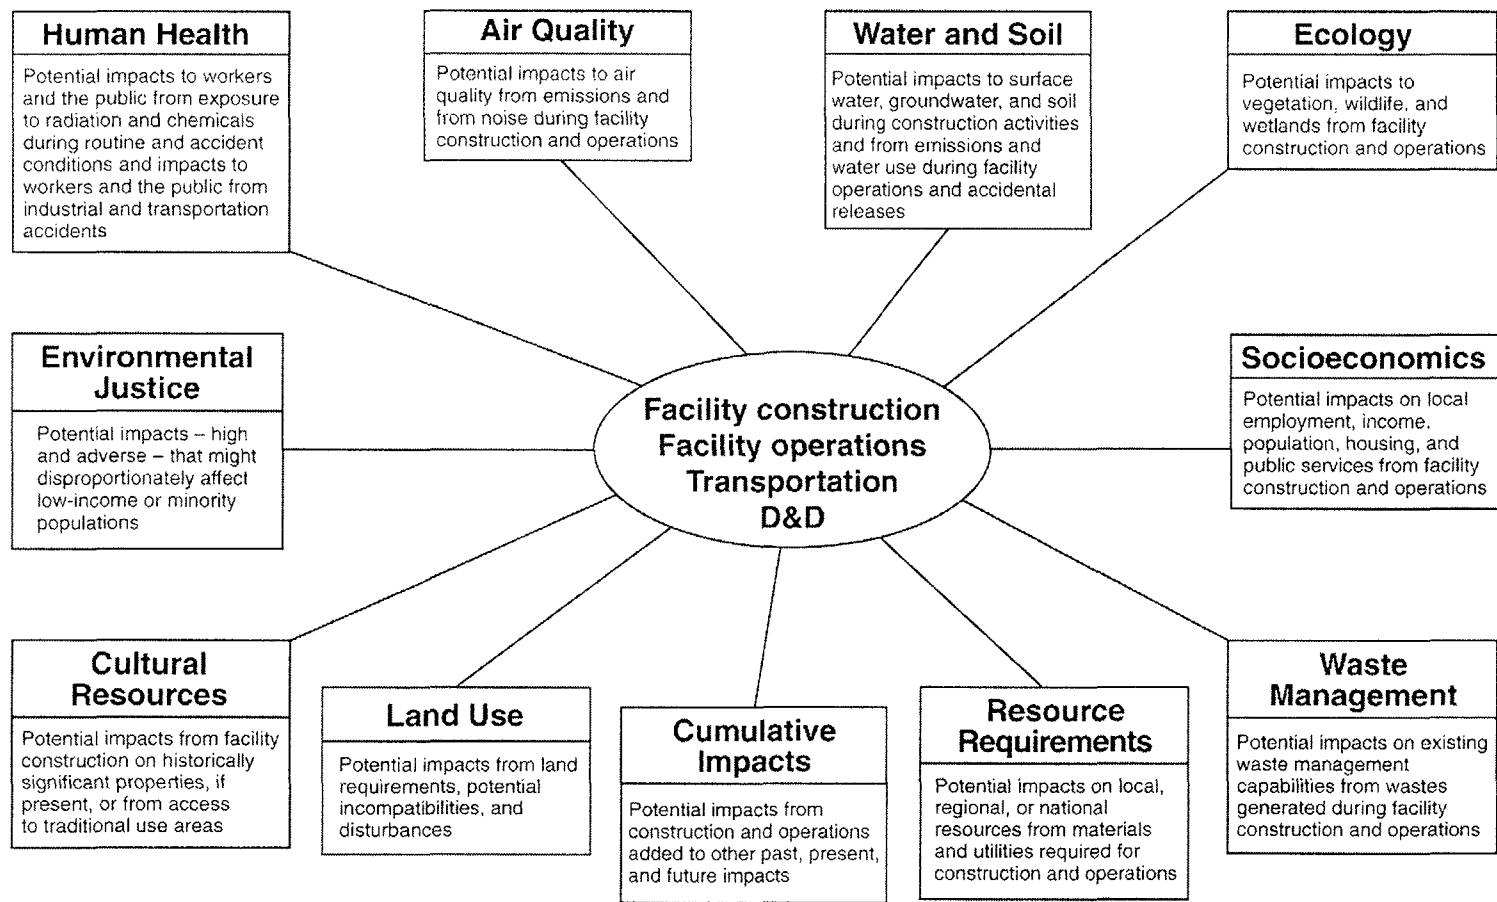 Human Health
Potential impacts to workers
and the public from exposure
to radiation and chemicals
during routine and accident
conditions and impacts to
workers and the public from
industrial and transportation
accidents
Air Quality
Potential impacts to air
quality from emissions and
from noise during facility
construction and operations
Water and Soil
Potential impacts to surface
water, groundwater, and soil
during construction activities
and from emissions and
water use during facility
operations and accidental
releases
Ecology
Potential impacts to
vegetation, wildlife, and
wetlands from facility
construction and operations
Environmental
Justice
Potential impacts – high
and adverse – that might
disproportionately affect
low-income or minority
populations
Facility construction
Facility operations
Transportation
D&D
Socioeconomics
Potential impacts on local
employment, income,
population, housing, and
public services from facility
construction and operations
Cultural
Resources
Potential impacts from facility
construction on historically
significant properties, if
present, or from access
to traditional use areas
Land Use
Potential impacts from land
requirements, potential
incompatibilities, and
disturbances
Cumulative
Impacts
Potential impacts from
construction and operations
added to other past, present,
and future impacts
Resource
Requirements
Potential impacts on local,
regional, or national
resources from materials
and utilities required for
construction and operations
Waste
Management
Potential impacts on existing
waste management
capabilities from wastes
generated during facility
construction and operations